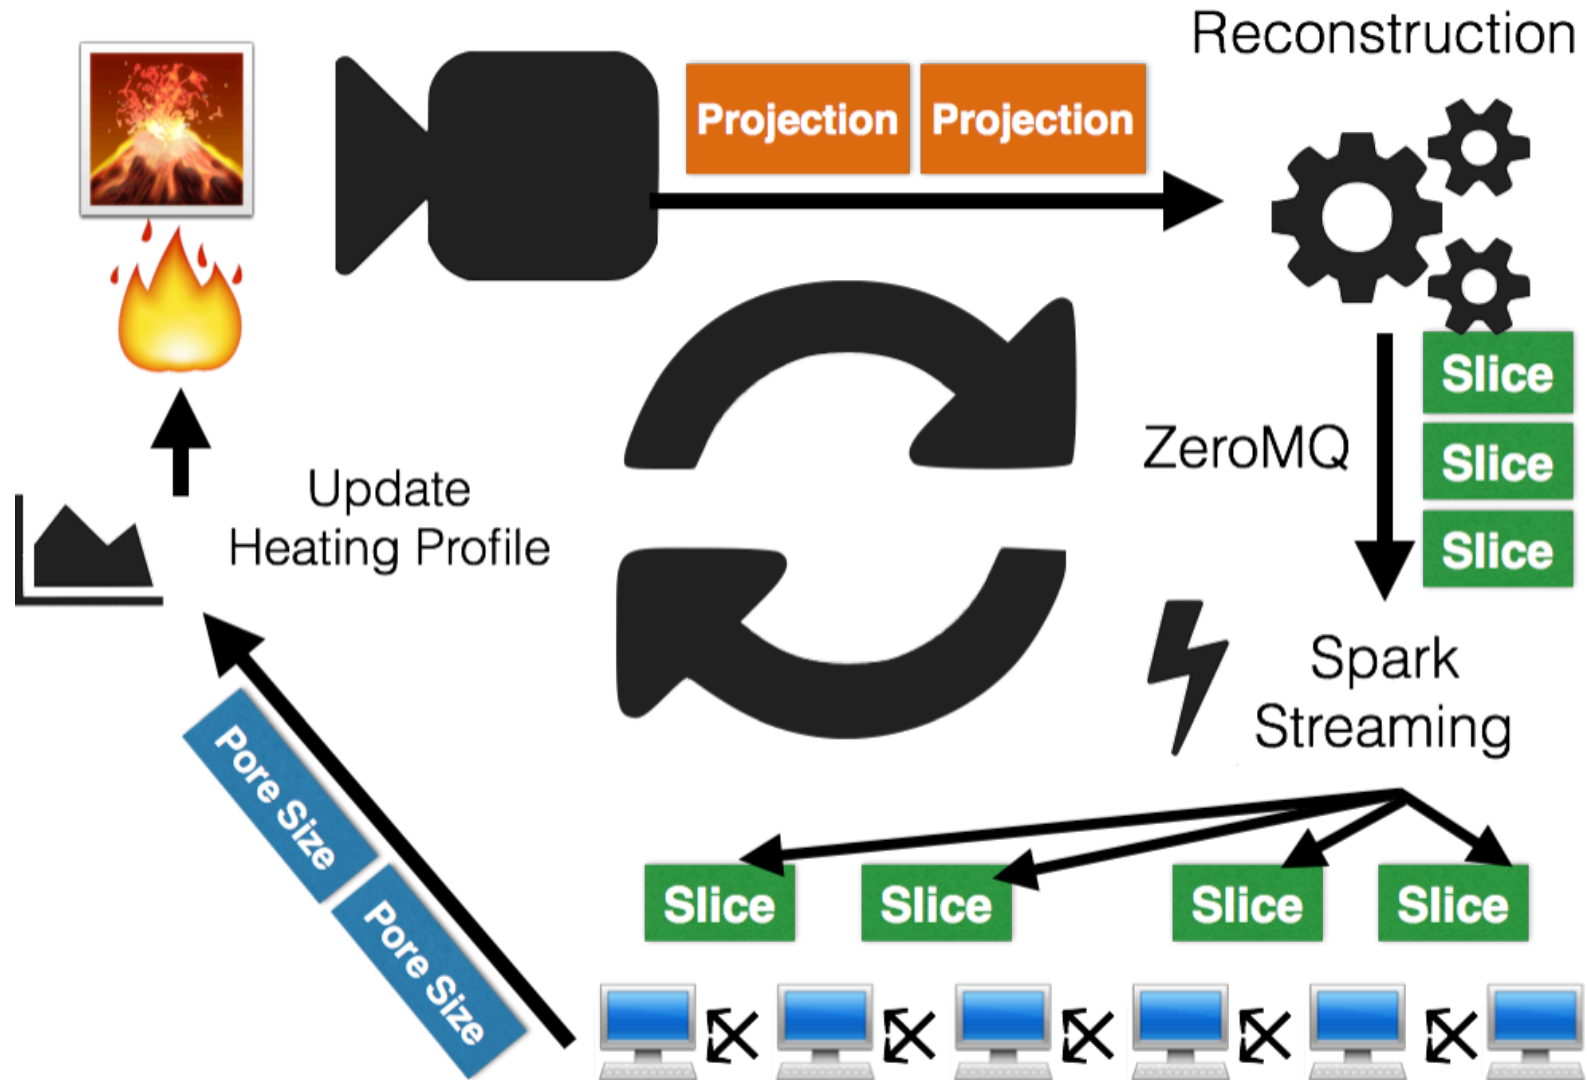 Reconstruction
Projection
Projection
Slice
ZeroMQ
Slice
Slice
Update
Heating Profile
Spark
Streaming
Pore Size
Pore Size
Slice
Slice
Slice
Slice